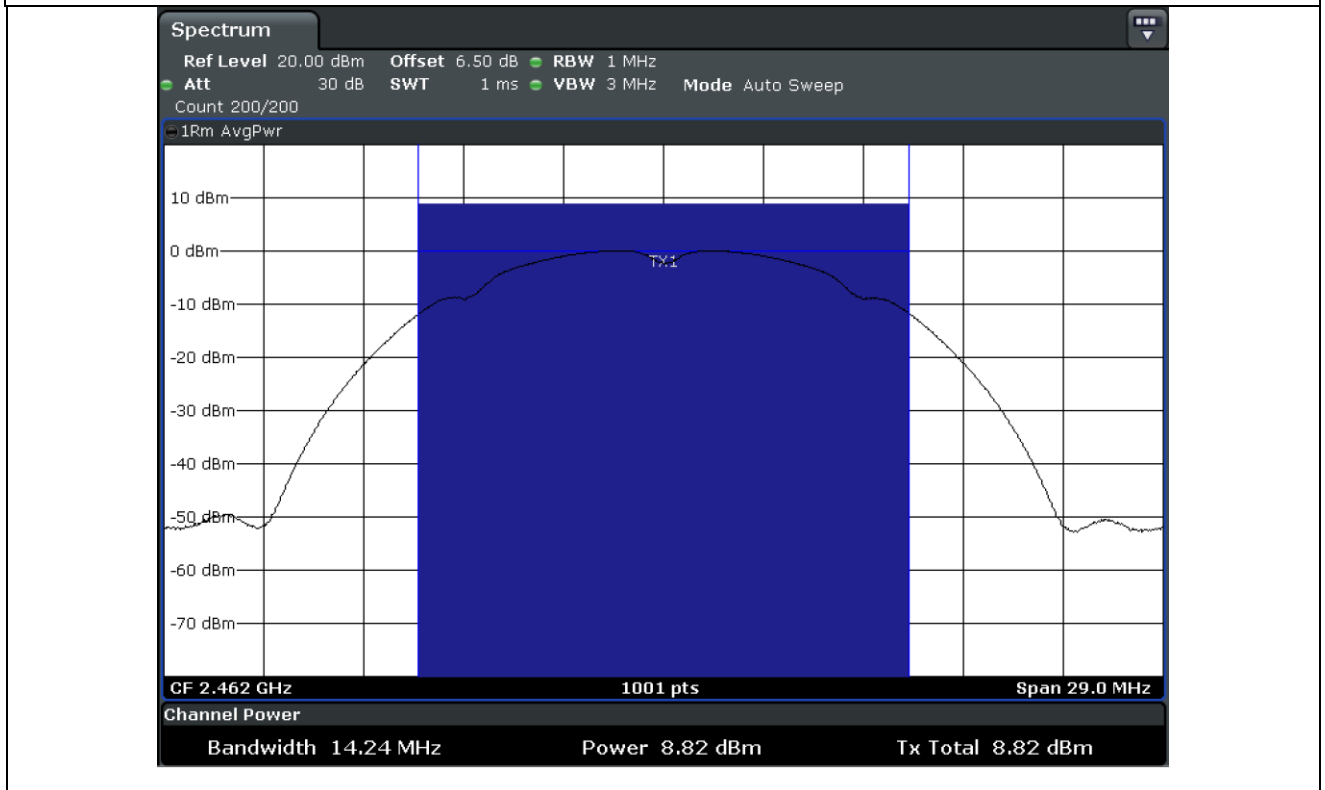 Spectrum
Ref Level 20.00 dBm Offset 6.50 dB RBW 1 MHz
Att 30 dB SWT 1 ms VBW 3 MHz Mode Auto Sweep
Count 200/200
1Rm AvgPwr
10 dBm
0 dBm
TX1
-10 dBm
-20 dBm
-30 dBm
-40 dBm
-50 dBm
-60 dBm
-70 dBm
CF 2.462 GHz 1001 pts Span 29.0 MHz
Channel Power
Bandwidth 14.24 MHz Power 8.82 dBm Tx Total 8.82 dBm